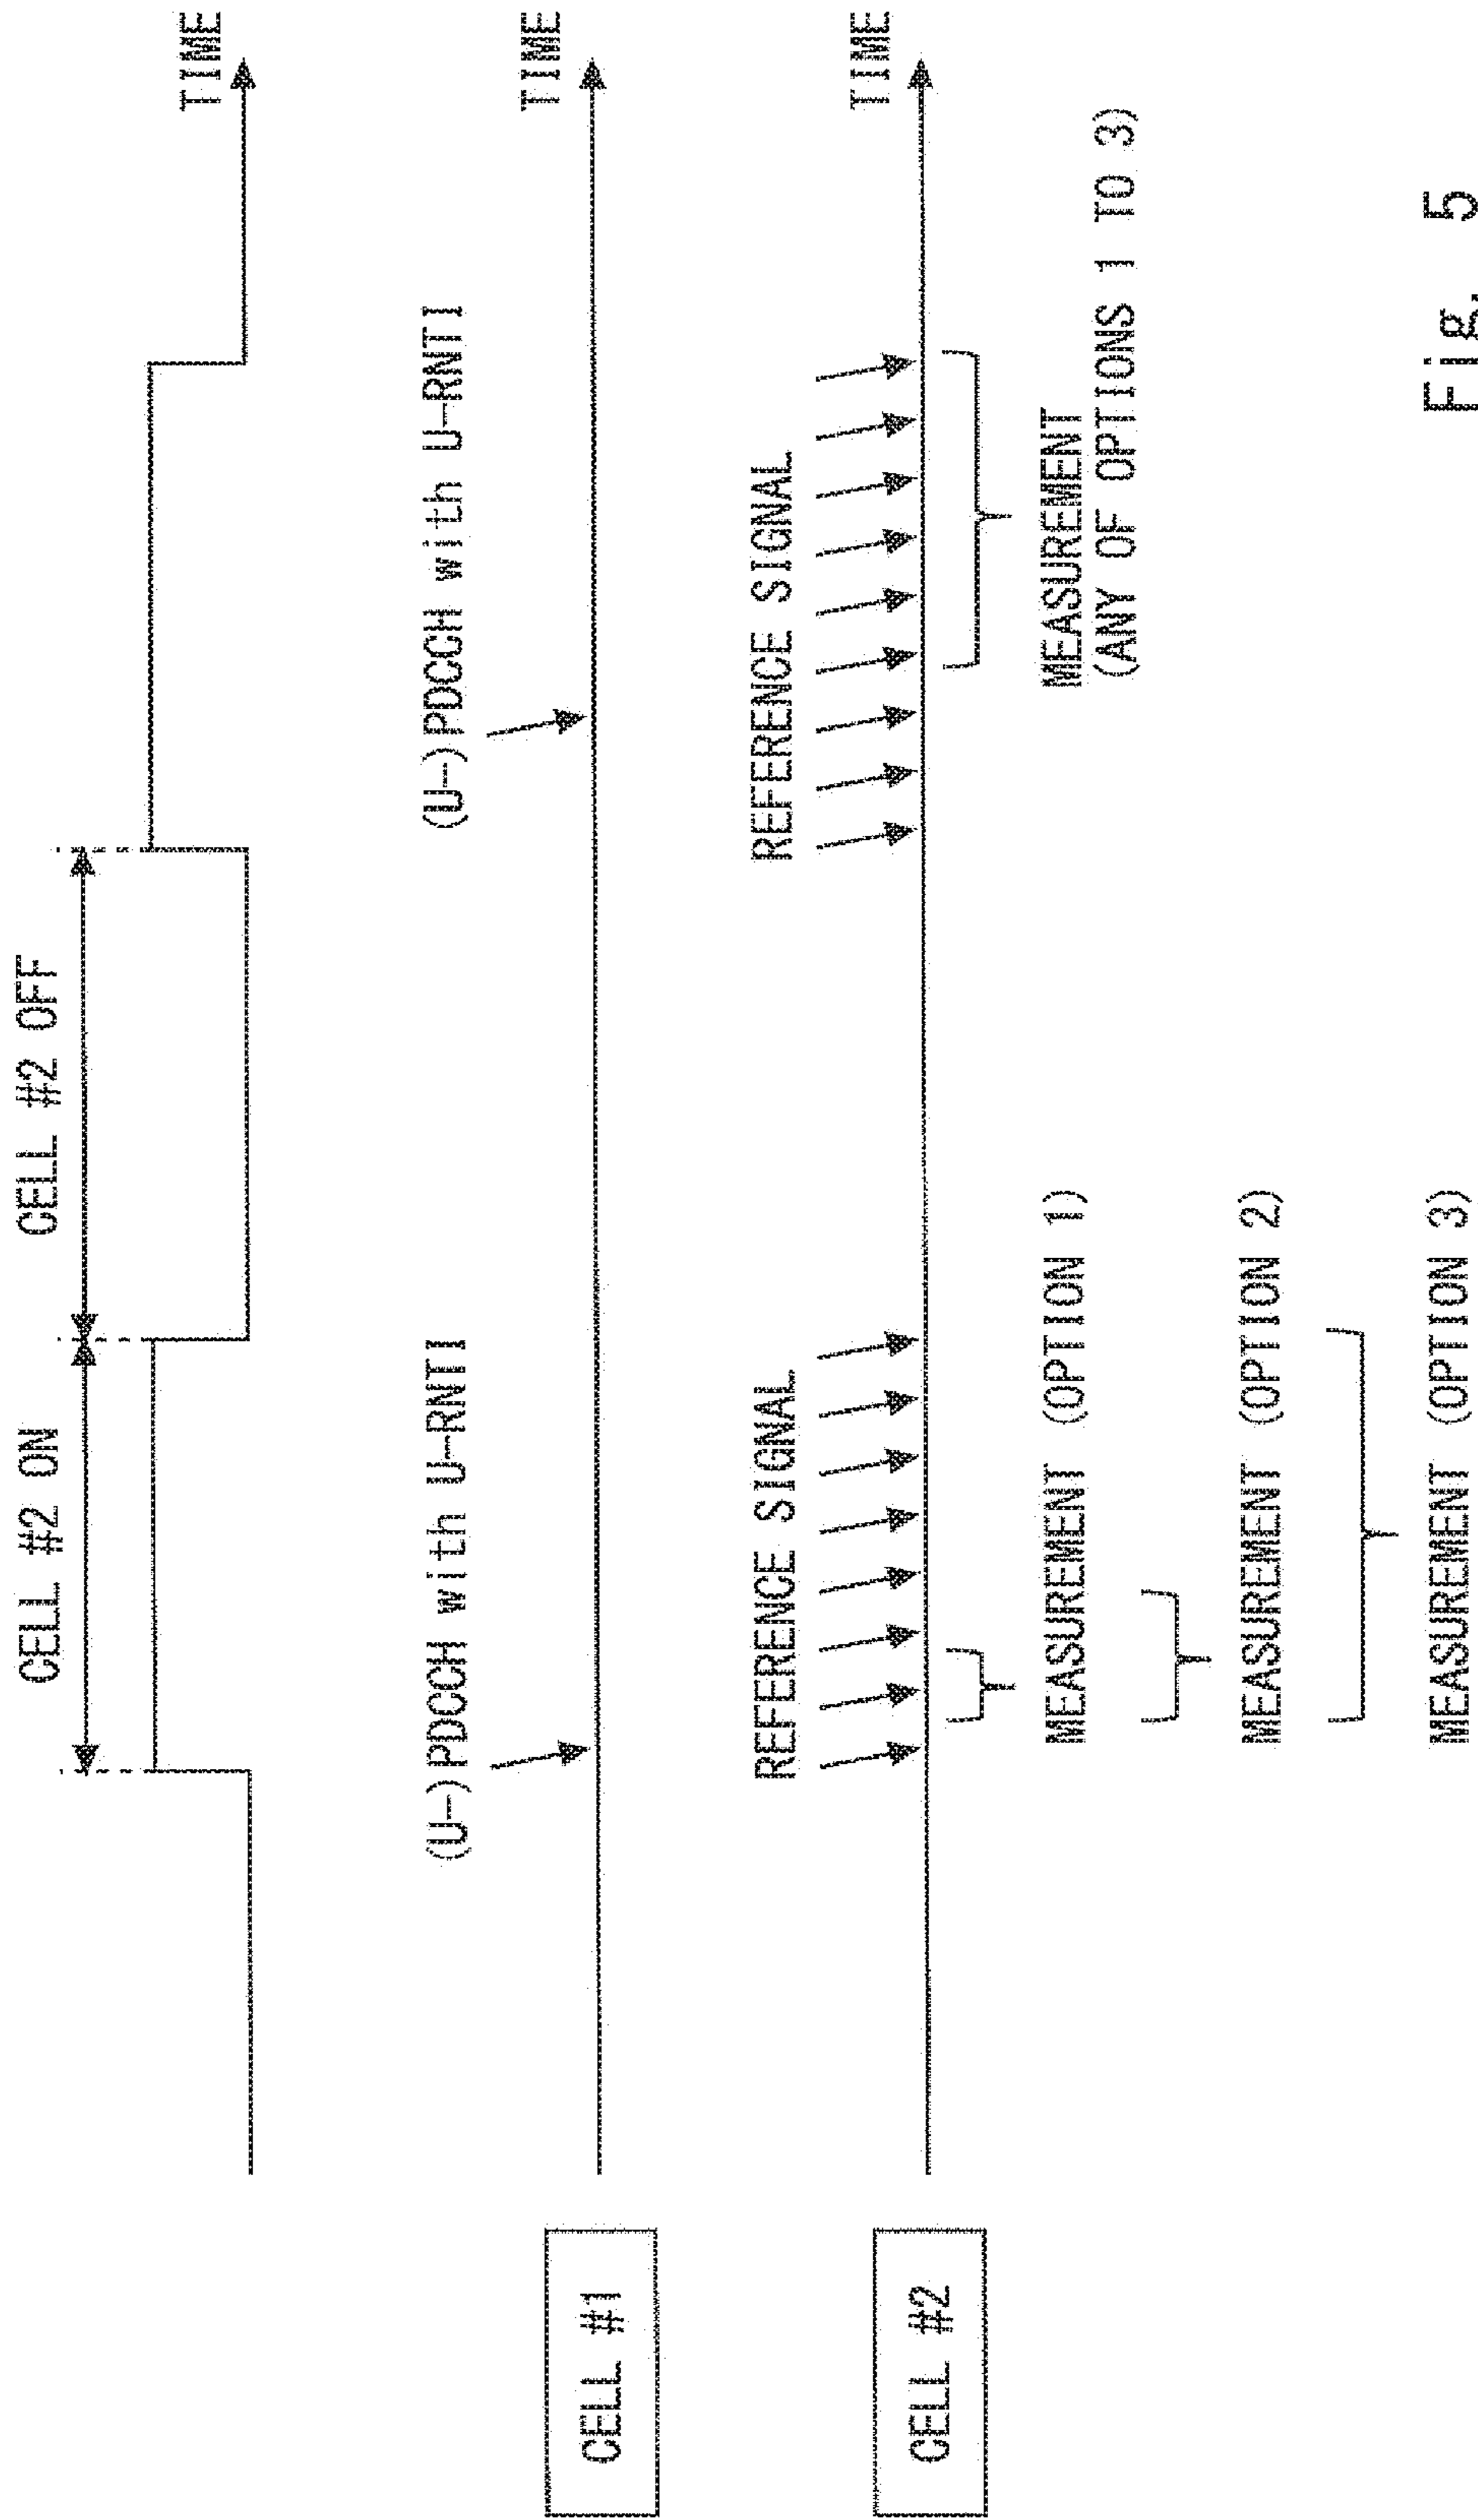 CELL #2 ON
CELL #2 OFF
TIME
(U-)PDCCH with U-RNTI
(U-)PDCCH with U-RNTI
TIME
CELL #1
REFERENCE SIGNAL
REFERENCE SIGNAL
TIME
CELL #2
MEASUREMENT (OPTION 1)
MEASUREMENT
(ANY OF OPTIONS 1 TO 3)
MEASUREMENT (OPTION 2)
MEASUREMENT (OPTION 3)
Fig. 5